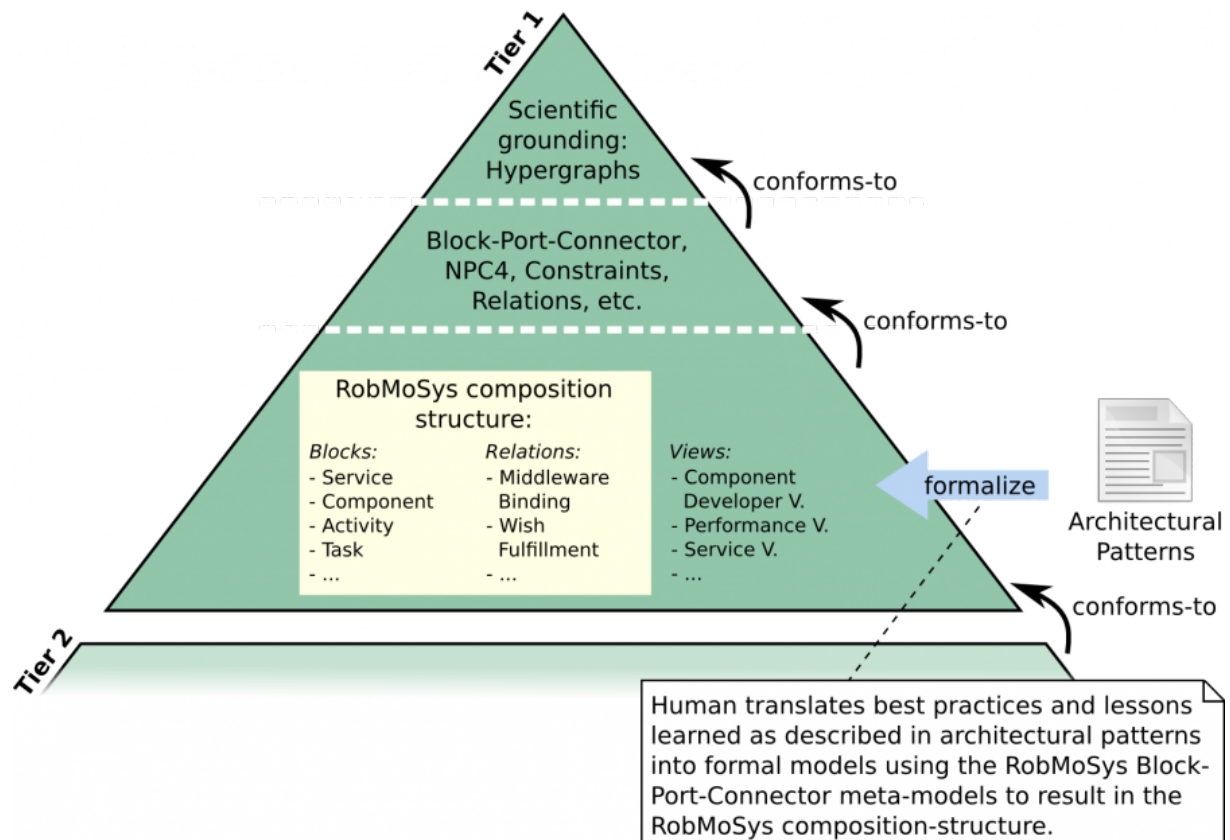 Tier 1
Scientific
grounding:
Hypergraphs
conforms-to
Block-Port-Connector,
NPC4, Constraints,
Relations, etc.
conforms-to
RobMoSys composition
structure:
Blocks:
- Service
- Component
- Activity
- Task
- ...
Relations:
- Middleware
Binding
- Wish
Fulfillment
- ...
Views:
- Component
Developer V.
- Performance V.
- Service V.
- ...
formalize
Architectural
Patterns
conforms-to
Tier 2
Human translates best practices and lessons
learned as described in architectural patterns
into formal models using the RobMoSys Block-
Port-Connector meta-models to result in the
RobMoSys composition-structure.